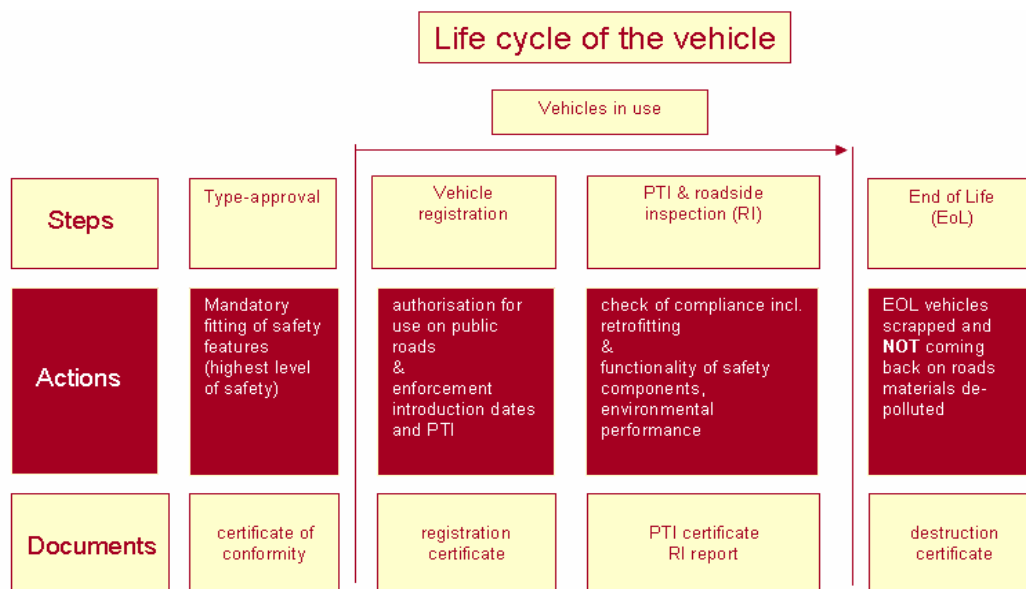 Life cycle of the vehicle
Vehicles in use
Steps
Type-approval
Vehicle
registration
PTI & roadside
inspection (RI)
End of Life
(EoL)
Actions
Mandatory
fitting of safety
features
(highest level
of safety)
authorisation for
use on public
roads
&
enforcement
introduction dates
and PTI
check of compliance incl.
retrofitting
&
functionality of safety
components,
environmental
performance
EOL vehicles
scrapped and
NOT coming
back on roads
materials de-
polluted
Documents
certificate of
conformity
registration
certificate
PTI certificate
RI report
destruction
certificate